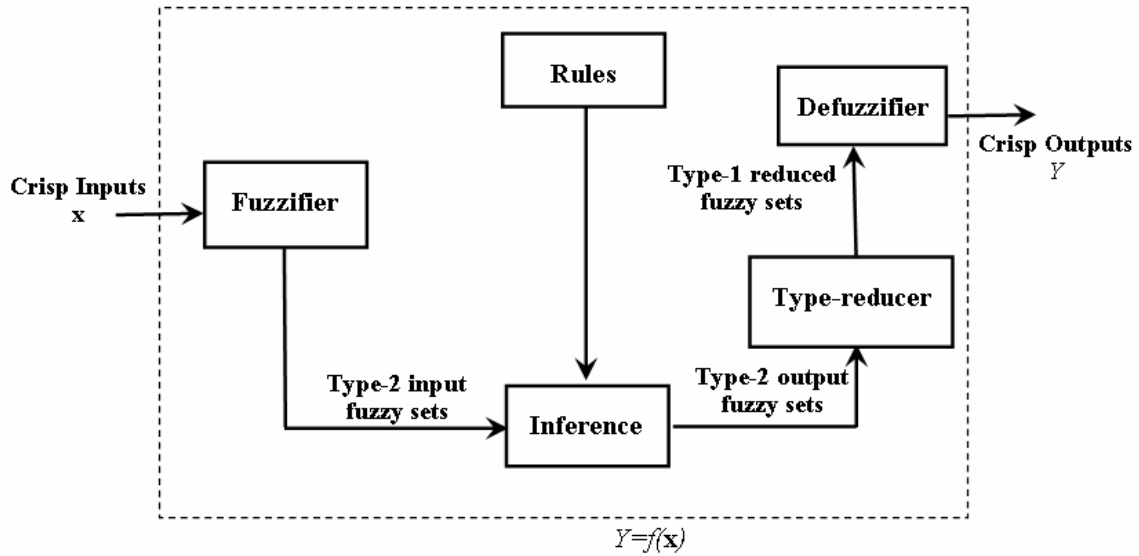 Rules
Defuzzifier
Crisp Outputs
Y
Type-1 reduced
fuzzy sets
Crisp Inputs
x
Fuzzifier
Type-reducer
Type-2 input
fuzzy sets
Type-2 output
fuzzy sets
Inference
Y=f(x)